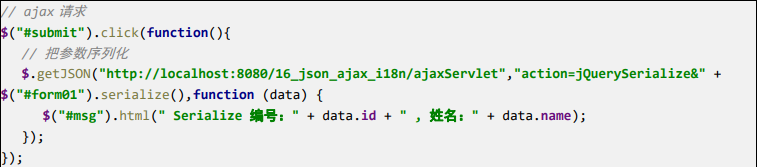 // ajax 请求
$("#submit").click(function(){
// 把参数序列化
$.getJSON("http://localhost:8080/16_json_ajax_i18n/ajaxServlet","action=jQuerySerialize&" +
$("#form01").serialize(),function (data) {
$("#msg").html(" Serialize 编号：" + data.id + " , 姓名：" + data.name);
});
});